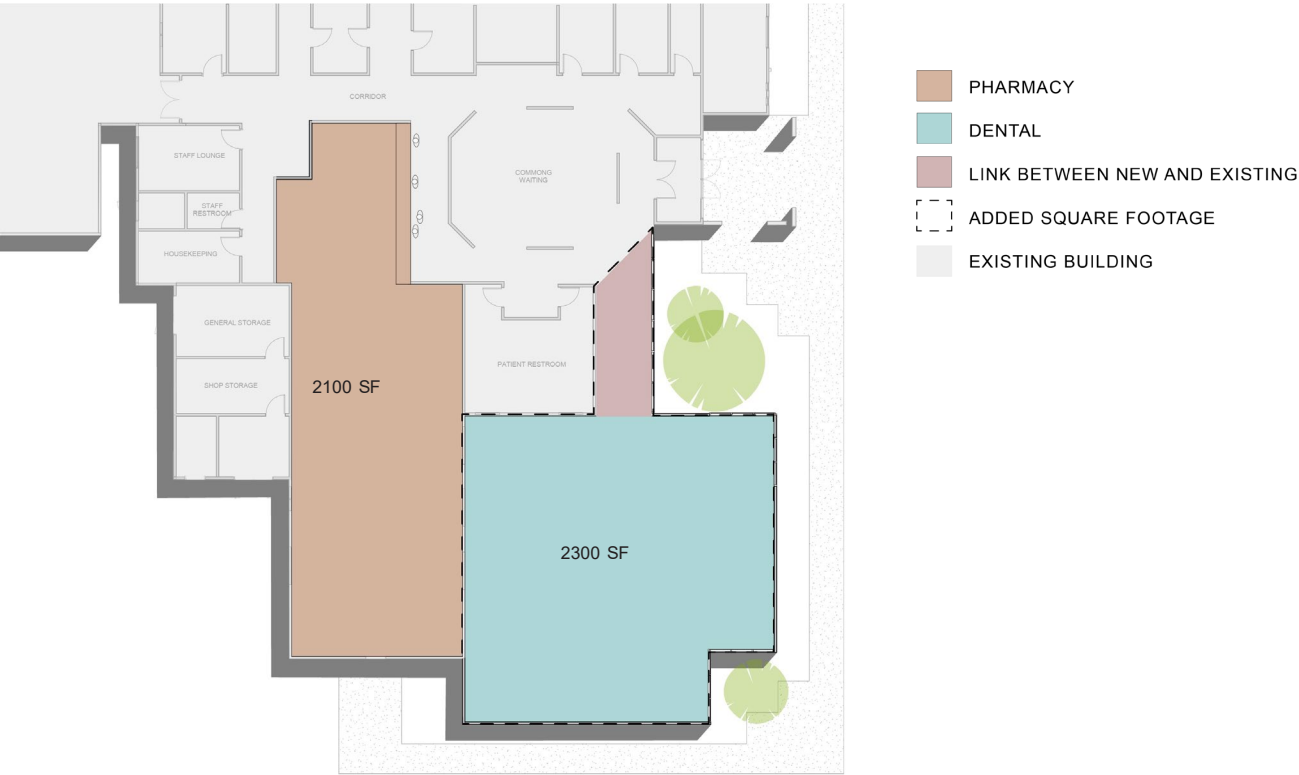 CORRIDOR
STAFF LOUNGE
COMMONG
WAITING
STAFF
RESTROOM
HOUSEKEEPING
GENERAL STORAGE
PATIENT RESTROOM
SHOP STORAGE
2100 SF
2300 SF
PHARMACY
DENTAL
LINK BETWEEN NEW AND EXISTING
ADDED SQUARE FOOTAGE
EXISTING BUILDING